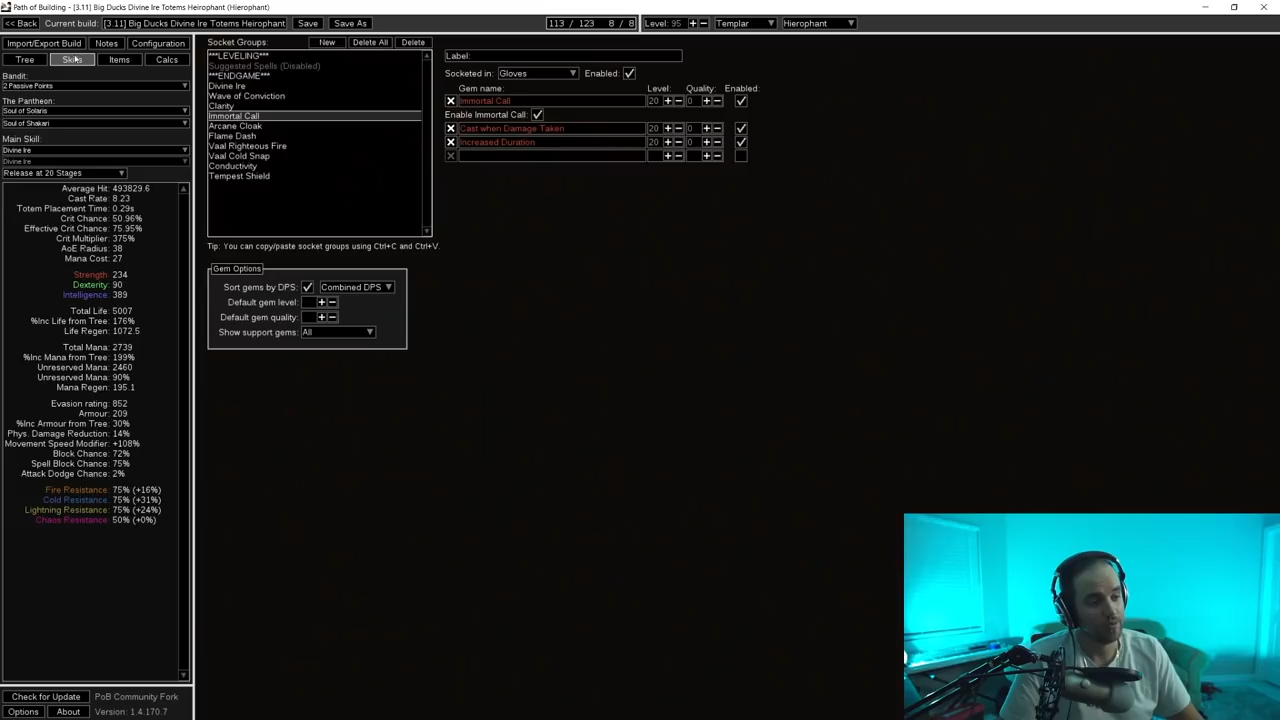 Path of Building - [3.11] Big Ducks Divine Ire Totems Heirophant (Hierophant)
<< Back
Current build:
[3.11] Big Ducks Divine Ire Totems Heirophant
Save
Save As
113 / 123 8 / 8
Level: 95
Templar
Hierophant
Import/Export Build
Notes
Configuration
Tree
Skills
Items
Calcs
Bandit:
2 Passive Points
The Pantheon:
Soul of Solaris
Soul of Shakari
Main Skill:
Divine Ire
Divine Ire
Release at 20 Stages
Average Hit: 493829.6
Cast Rate: 8.23
Totem Placement Time: 0.29s
Crit Chance: 50.96%
Effective Crit Chance: 75.95%
Crit Multiplier: 375%
AoE Radius: 38
Mana Cost: 27
Strength: 234
Dexterity: 90
Intelligence: 389
Total Life: 5007
%Inc Life from Tree: 176%
Life Regen: 1072.5
Total Mana: 2739
%Inc Mana from Tree: 199%
Unreserved Mana: 2460
Unreserved Mana: 90%
Mana Regen: 195.1
Evasion rating: 852
Armour: 209
%Inc Armour from Tree: 30%
Phys. Damage Reduction: 14%
Movement Speed Modifier: +108%
Block Chance: 72%
Spell Block Chance: 75%
Attack Dodge Chance: 2%
Fire Resistance: 75% (+16%)
Cold Resistance: 75% (+31%)
Lightning Resistance: 75% (+24%)
Chaos Resistance: 50% (+0%)
Check for Update
PoB Community Fork
Options
About
Version: 1.4.170.7
Socket Groups:
New
Delete All
Delete
***LEVELING***
Suggested Spells (Disabled)
***ENDGAME***
Divine Ire
Wave of Conviction
Clarity
Immortal Call
Arcane Cloak
Flame Dash
Vaal Righteous Fire
Vaal Cold Snap
Conductivity
Tempest Shield
Tip: You can copy/paste socket groups using Ctrl+C and Ctrl+V.
Gem Options
Sort gems by DPS:
Combined DPS
Default gem level:
Default gem quality:
Show support gems:
All
Label:
Socketed in:
Gloves
Enabled:
Gem name:
Level:
Quality:
Enabled:
Immortal Call
20
0
Enable Immortal Call:
Cast when Damage Taken
20
0
Increased Duration
20
0